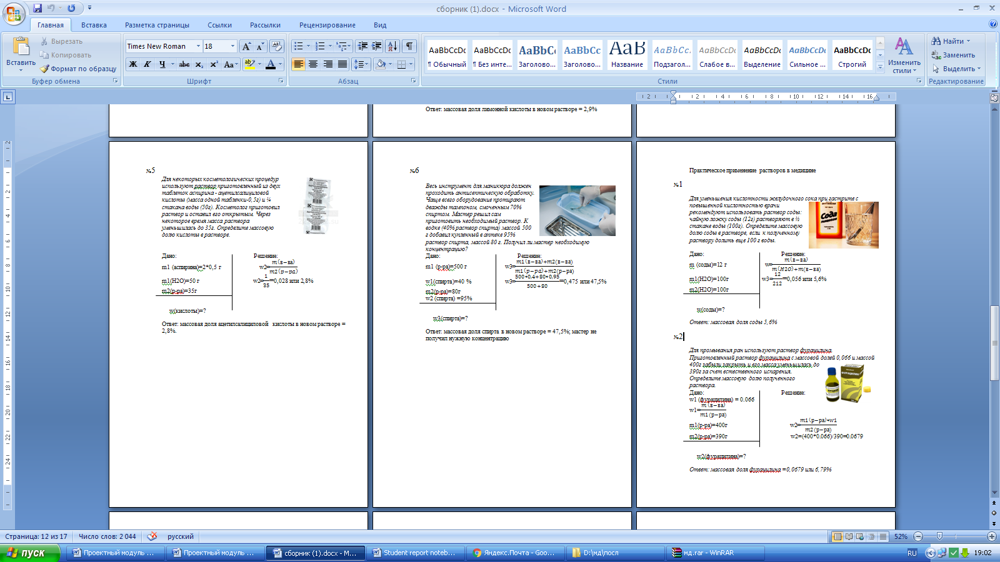 сборник (1).docx - Microsoft Word
Главная Вставка Разметка страницы Ссылки Рассылки Рецензирование Вид
Вставить
Вырезать
Копировать
Формат по образцу
Буфер обмена
Times New Roman 18
Ж К Ч abc x₂ x² Aa
Шрифт
Абзац
AaBbCcDc AaBbCcDc AaBbCc AaBbCc AaB AaBbCc. AaBbCcDc AaBbCcDc AaBbCcDc AaBbCcDc
¶ Обычный ¶ Без инте... Заголово... Заголово... Название Подзагол... Слабое в... Выделение Сильное ... Строгий
Изменить стили
Стили
Найти
Заменить
Выделить
Редактирование
2 2 4 6 8 10 12 14 16
Ответ: массовая доля лимонной кислоты в новом растворе = 2,9%
№5
Для некоторых косметологических процедур
используют раствор,приготовленный из двух
таблеток аспирина - ацетилсалициловой
кислоты (масса одной табленки-0,5г) и ¼
стакана воды (50г). Косметолог приготовил
раствор и оставил его открытым. Через
некоторов время масса раствора
уменьшилась до 35г. Определите массовую
долю кислоты в растворе.
Дано: Решение:
m1 (аспирина)=2*0,5 г w2=m(в−ва)/m2(р−ра)
m1(H2O)=50 г w2=1/35=0,028 или 2,8%
m2(р-ра)=35г
w(кислоты)=?
Ответ: массовая доля ацетилсалициловой кислоты в новом растворе =
2,8%.
№6
Весь инструмент для маникюра должен
проходить антисептическую обработку.
Чаще всего оборудование протирают
дважды тампоном, смоченным 70%
спиртом. Мастер решил сам
приготовить необходимый раствор. К
водке (40% раствор спирта) массой 500
г добавил купленный в аптеке 95%
раствор спирта, массой 80 г. Получил ли мастер необходимую
концентрацию?
Дано: Решение:
m1 (р-ра)=500 г w3=m1(в−ва)+m2(в−ва)/m1(р−ра)+m2(р−ра)
w1(спирта)=40 % w3=500*0,4+80*0,95/500+80=0,475 или 47,5%
m2(р-ра)=80г
w2 (спирта) =95%
w3(спирта)=?
Ответ: массовая доля спирта в новом растворе = 47,5%; мастер не
получил нужную концентрацию
Практическое применение растворов в медицине
№1
Для уменьшения кислотности желудочного сока при гастрите с
повышенной кислотностью врачи
рекомендуют использовать раствор соды:
чайную ложку соды (12г) растворяют в ½
стакане воды (100г). Определите массовую
долю соды в растворе, если к полученному
раствору долить еще 100 г воды.
Сода
Дано: Решение:
m (соды)=12 г w=m(в−ва)/m(H2O)+m(в−ва)
m1(H2O)=100г w3=12/212=0,056 или 5,6%
m2(H2O)=100г
w(соды)=?
Ответ: массовая доля соды 5,6%
№2
Для промывания ран используют раствор фурацилина.
Приготовленный раствор фурацилина с массовой долей 0,066 и массой
400г забыли закрыть и его масса уменьшилась до
390г за счет естественного испарения.
Определите массовую долю полученного
раствора.
ФУРАЦИЛИН
Дано: Решение:
w1 (фурацилина) = 0.066
w1=m(в−ва)/m1(р−ра)
m1(р-ра)=400г w2=m1(р−ра)*w1/m2(р−ра)
m2(р-ра)=390г w2=(400*0.066)/390=0.0679
w2(фурацилина)=?
Ответ: массовая доля фурацилина =0,0679 или 6,79%
Страница: 12 из 17 Число слов: 2 044 русский 52%
пуск Проектный модуль ... Проектный модуль ... сборник (1).docx - M... Student report noteb... Яндекс.Почта - Goo... D:\мд\посл мд.rar - WinRAR RU 19:02